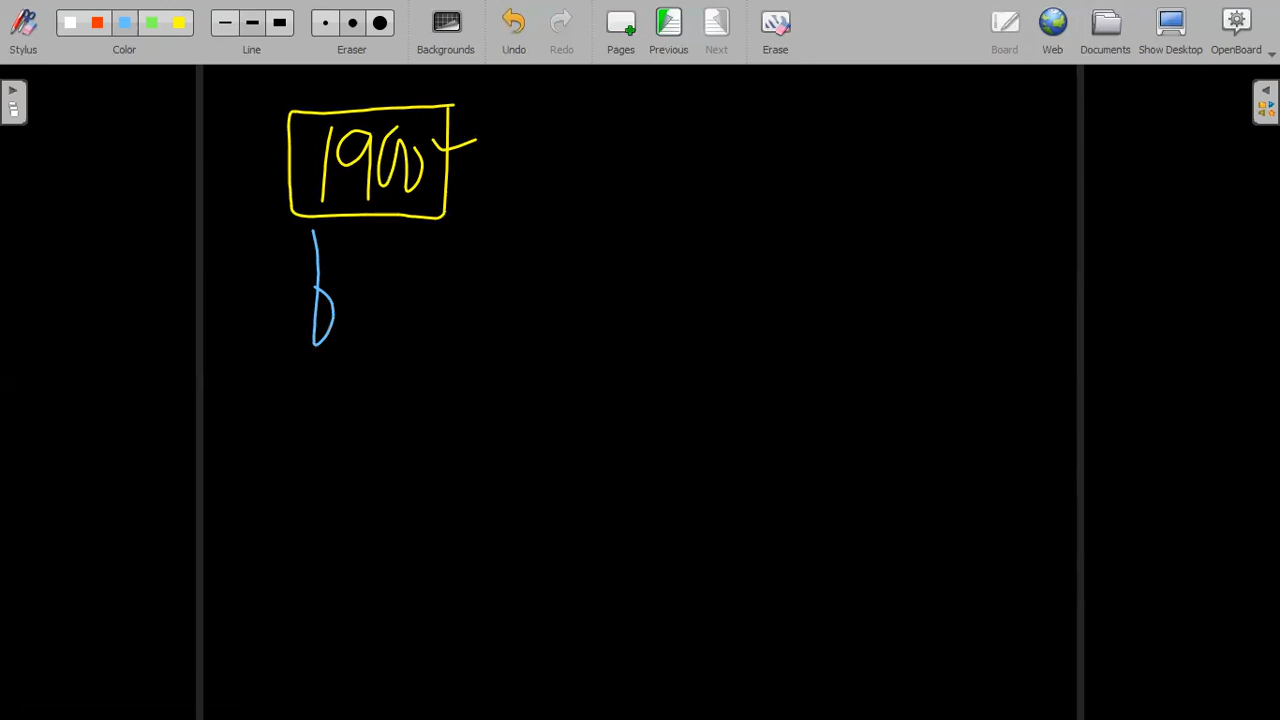 Stylus Color Line Eraser Backgrounds Undo Redo Pages Previous Next Erase Board Web Documents Show Desktop OpenBoard
1900
b